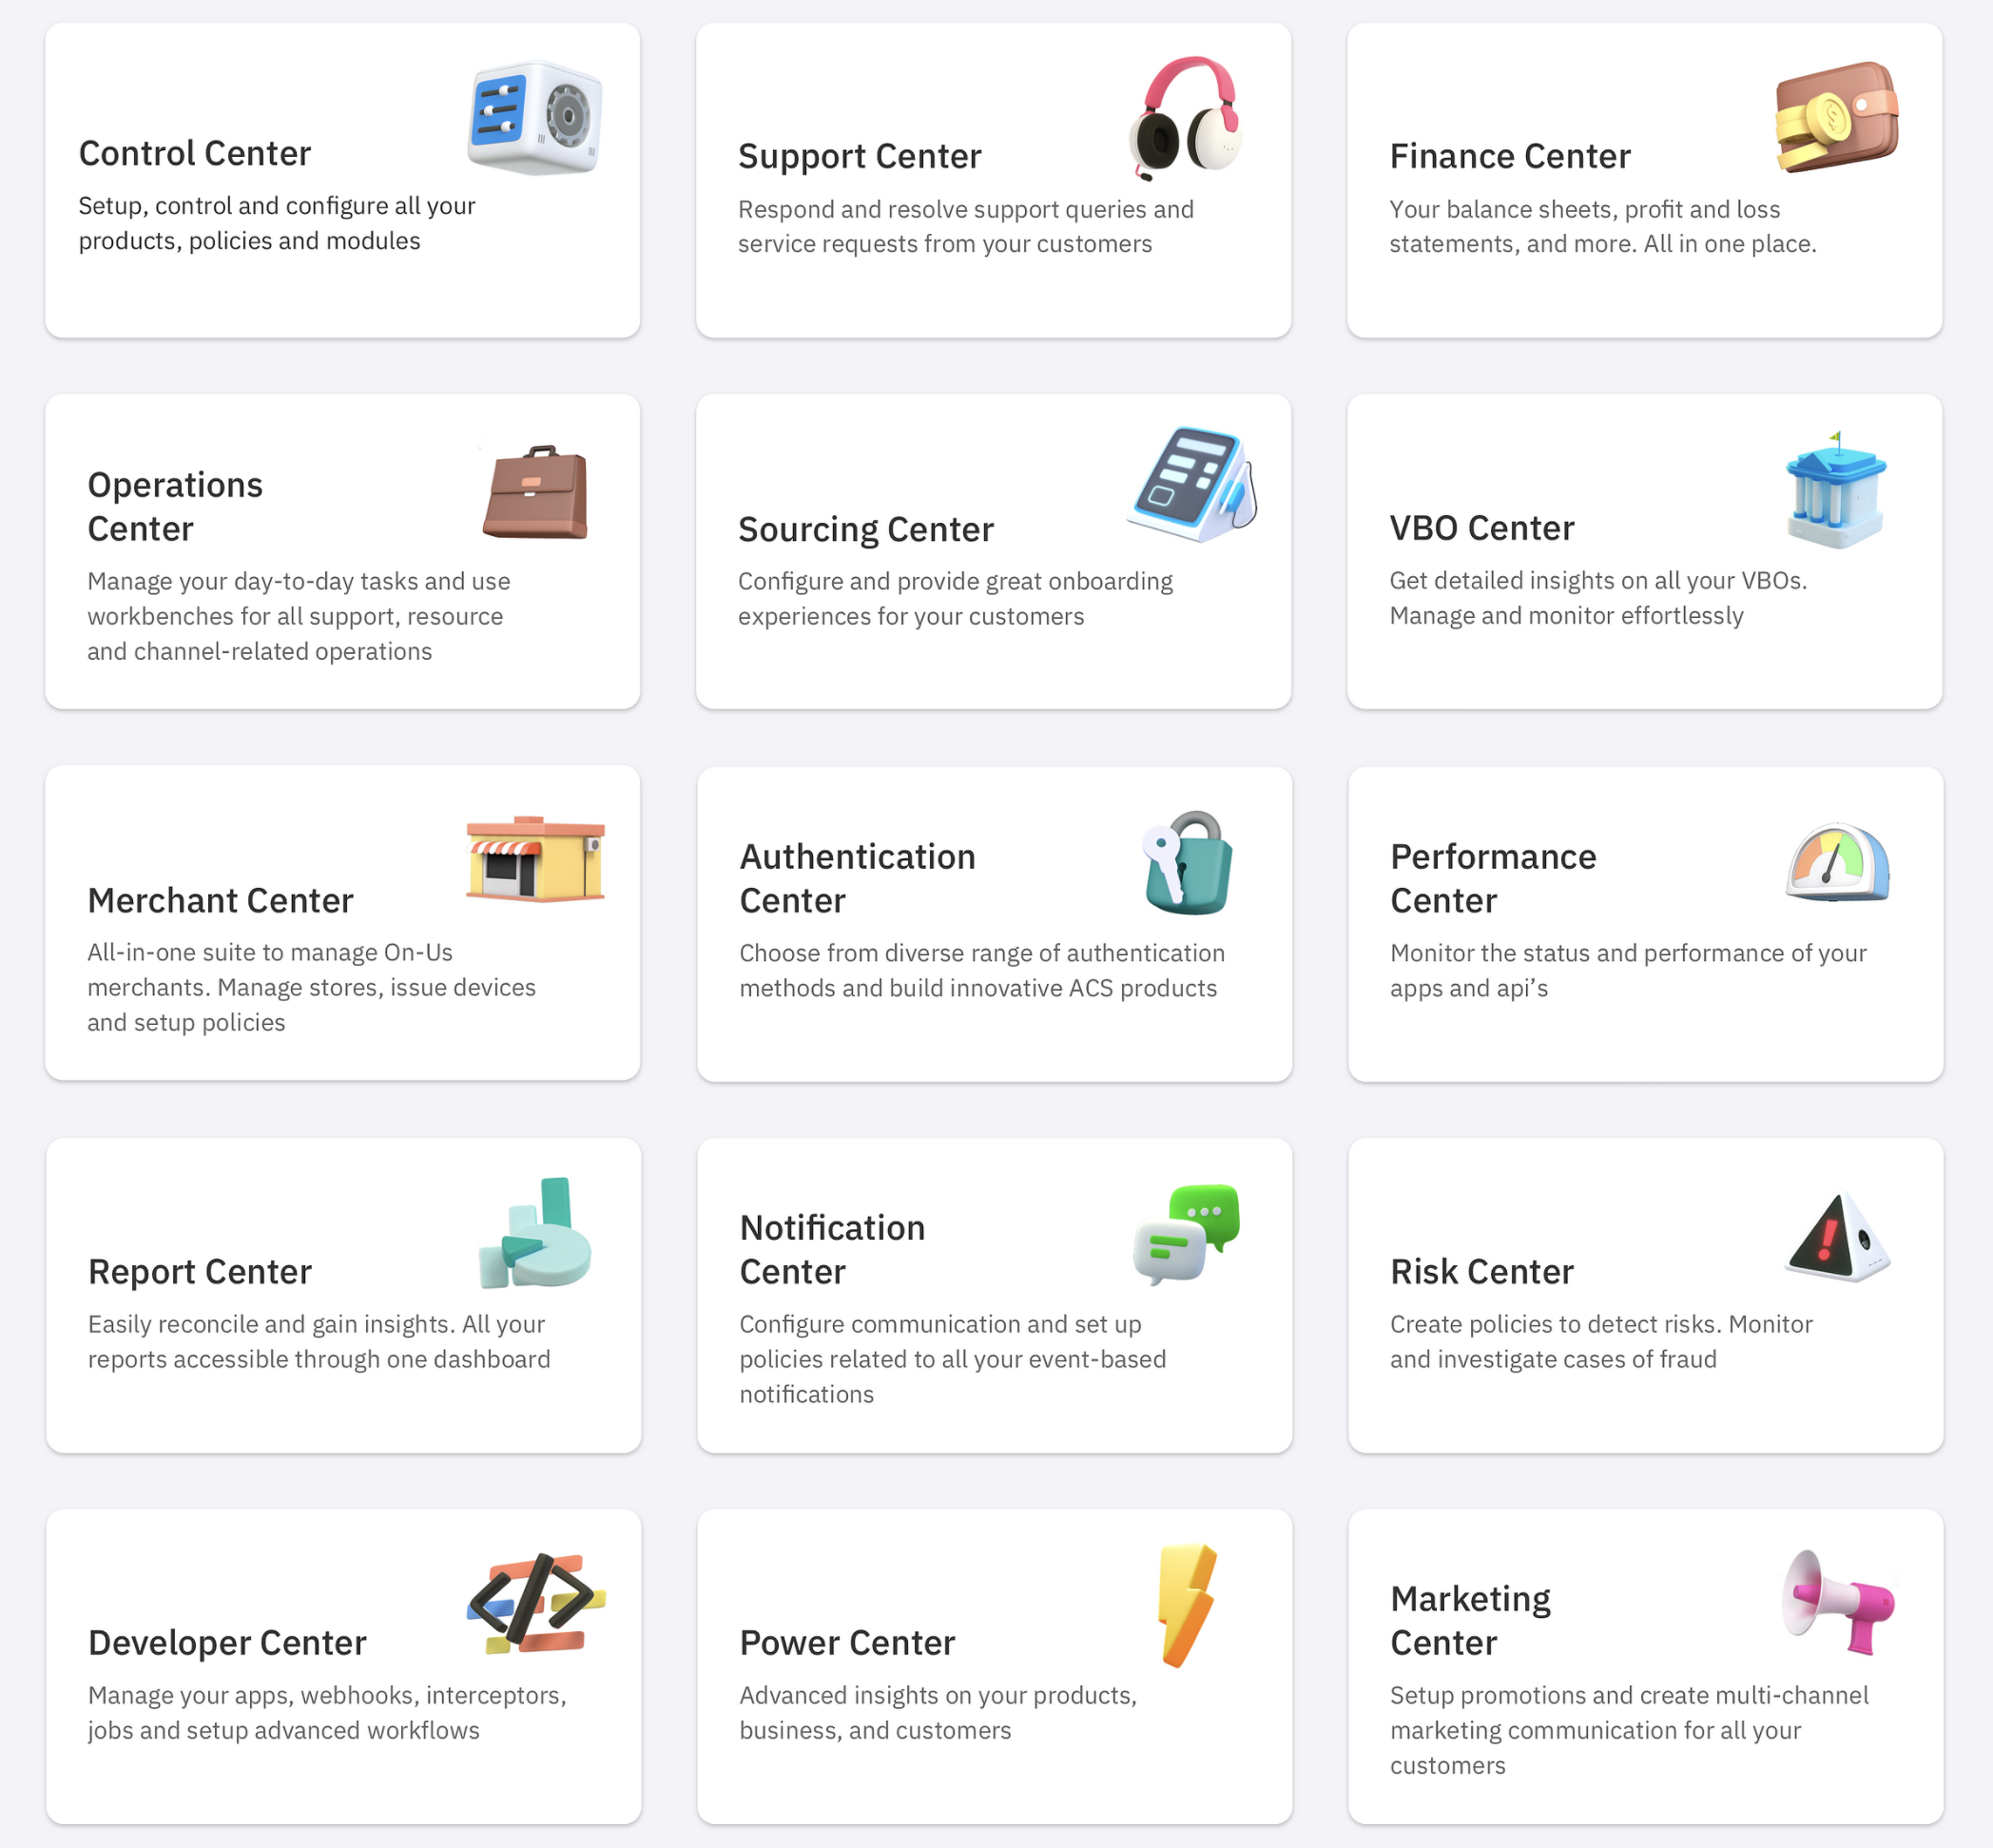 Control Center
Setup, control and configure all your
products, policies and modules
Support Center
Respond and resolve support queries and
service requests from your customers
Finance Center
Your balance sheets, profit and loss
statements, and more. All in one place.
Operations
Center
Manage your day-to-day tasks and use
workbenches for all support, resource
and channel-related operations
Sourcing Center
Configure and provide great onboarding
experiences for your customers
VBO Center
Get detailed insights on all your VBOs.
Manage and monitor effortlessly
Merchant Center
All-in-one suite to manage On-Us
merchants. Manage stores, issue devices
and setup policies
Authentication
Center
Choose from diverse range of authentication
methods and build innovative ACS products
Performance
Center
Monitor the status and performance of your
apps and api’s
Report Center
Easily reconcile and gain insights. All your
reports accessible through one dashboard
Notification
Center
Configure communication and set up
policies related to all your event-based
notifications
Risk Center
Create policies to detect risks. Monitor
and investigate cases of fraud
Developer Center
Manage your apps, webhooks, interceptors,
jobs and setup advanced workflows
Power Center
Advanced insights on your products,
business, and customers
Marketing
Center
Setup promotions and create multi-channel
marketing communication for all your
customers